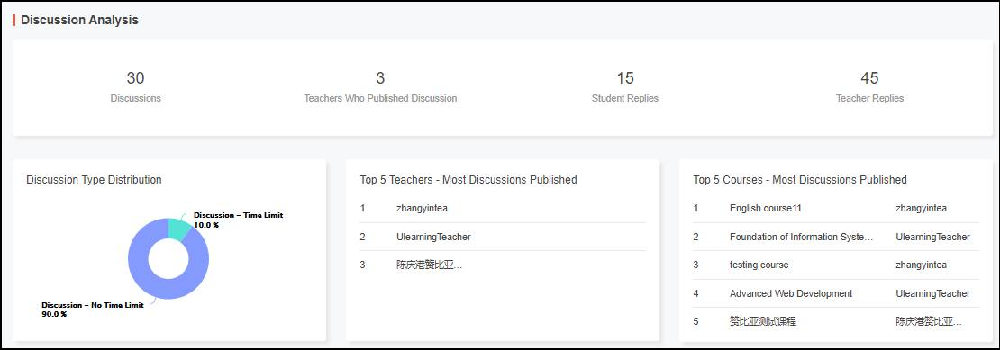 Discussion Analysis
30
Discussions
3
Teachers Who Published Discussion
15
Student Replies
45
Teacher Replies
Discussion Type Distribution
Discussion – Time Limit
10.0 %
Discussion – No Time Limit
90.0 %
Top 5 Teachers - Most Discussions Published
1 zhangyintea
2 UlearningTeacher
3 陈庆港赞比亚...
Top 5 Courses - Most Discussions Published
1 English course11 zhangyintea
2 Foundation of Information Syste... UlearningTeacher
3 testing course zhangyintea
4 Advanced Web Development UlearningTeacher
5 赞比亚测试课程 陈庆港赞比亚...